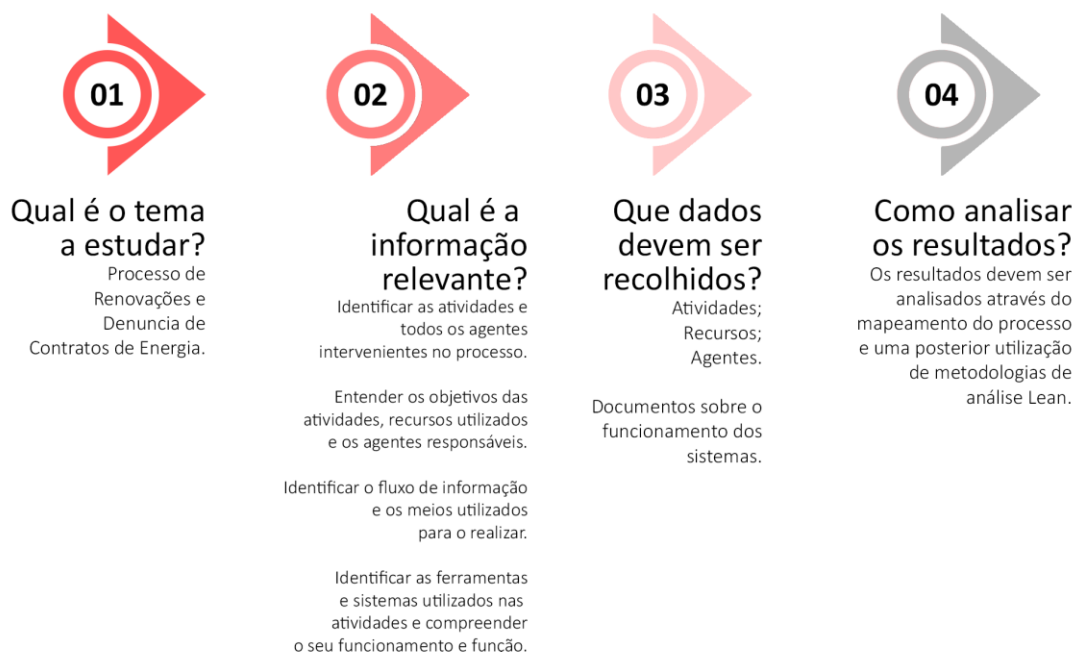 01
Qual é o tema
a estudar?
Processo de
Renovações e
Denuncia de
Contratos de Energia.
02
Qual é a
informação
relevante?
Identificar as atividades e
todos os agentes
intervenientes no processo.
Entender os objetivos das
atividades, recursos utilizados
e os agentes responsáveis.
Identificar o fluxo de informação
e os meios utilizados
para o realizar.
Identificar as ferramentas
e sistemas utilizados nas
atividades e compreender
o seu funcionamento e função.
03
Que dados
devem ser
recolhidos?
Atividades;
Recursos;
Agentes.
Documentos sobre o
funcionamento dos
sistemas.
04
Como analisar
os resultados?
Os resultados devem ser
analisados através do
mapeamento do processo
e uma posterior utilização
de metodologias de
análise Lean.